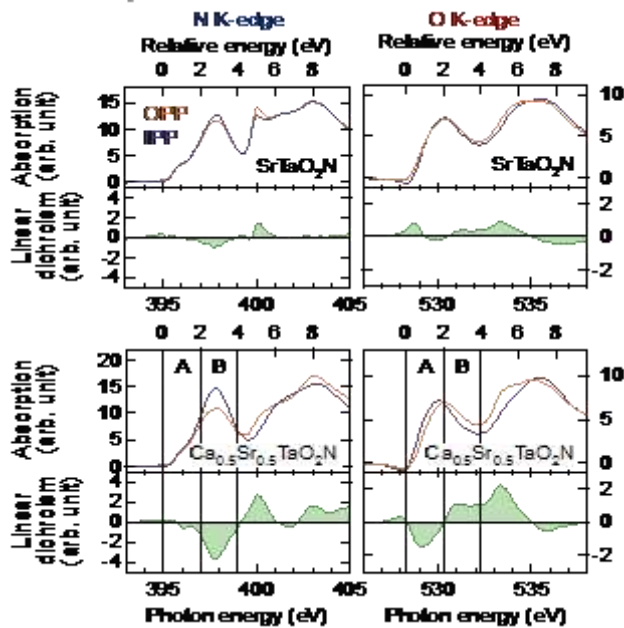 N K-edge
O K-edge
Relative energy (eV)
Relative energy (eV)
0 2 4 6 8
0 2 4 6 8
Absorption (arb. unit)
15
10
5
0
OPP
IPP
SrTaO₂N
SrTaO₂N
10
5
0
Linear dichroism (arb. unit)
4
2
0
-2
-4
2
0
-2
395 400 405
530 535
0 2 4 6 8
0 2 4 6 8
Absorption (arb. unit)
20
15
10
5
0
A B
A B
Ca₀.₅Sr₀.₅TaO₂N
Ca₀.₅Sr₀.₅TaO₂N
10
5
0
Linear dichroism (arb. unit)
4
2
0
-2
-4
2
0
-2
395 400 405
530 535
Photon energy (eV)
Photon energy (eV)